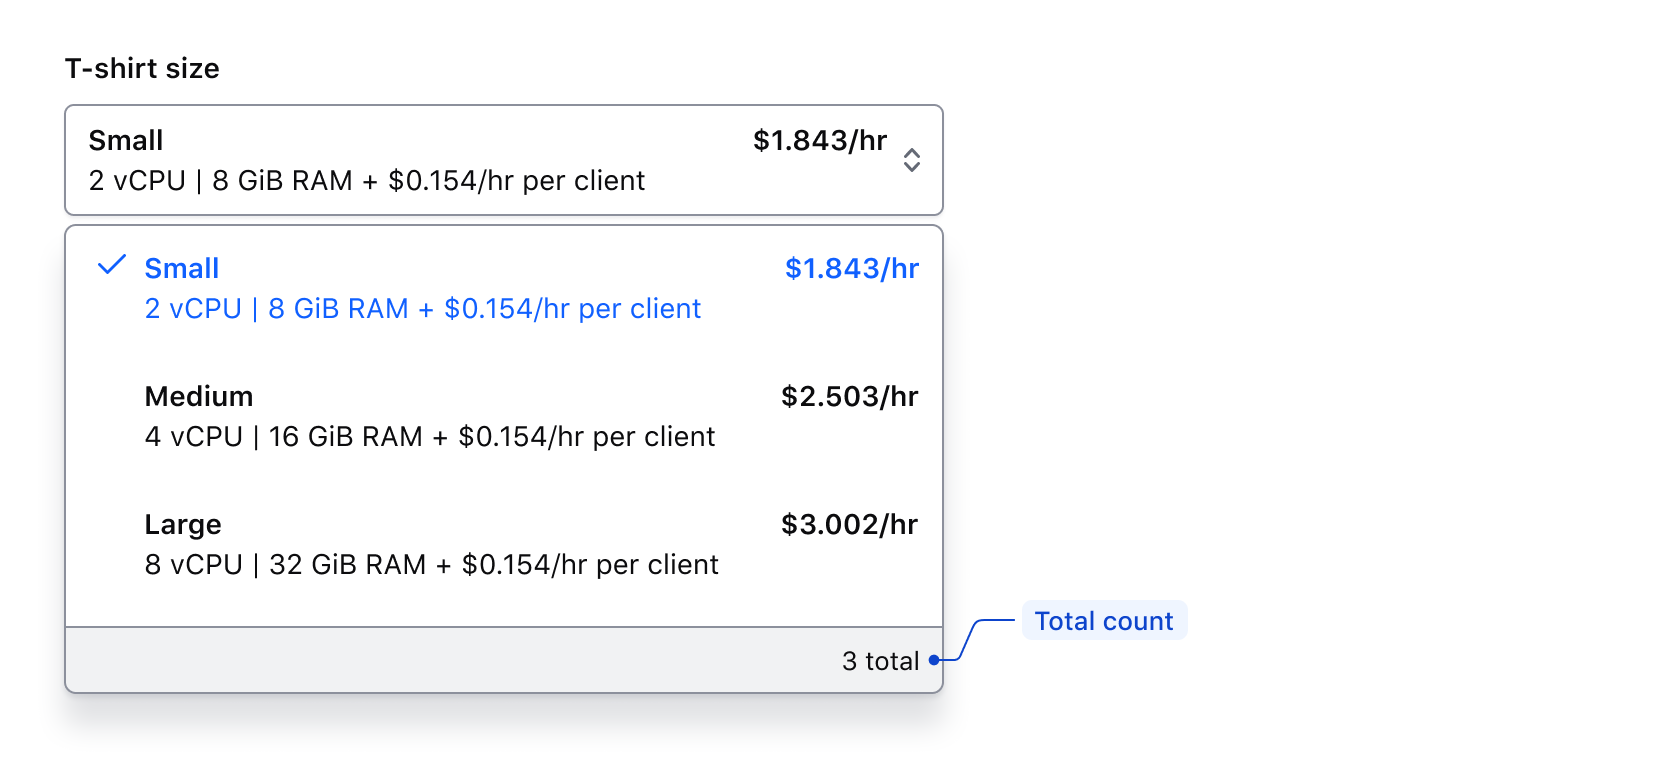 T-shirt size
Small $1.843/hr
2 vCPU | 8 GiB RAM + $0.154/hr per client
Small $1.843/hr
2 vCPU | 8 GiB RAM + $0.154/hr per client
Medium $2.503/hr
4 vCPU | 16 GiB RAM + $0.154/hr per client
Large $3.002/hr
8 vCPU | 32 GiB RAM + $0.154/hr per client
3 total
Total count